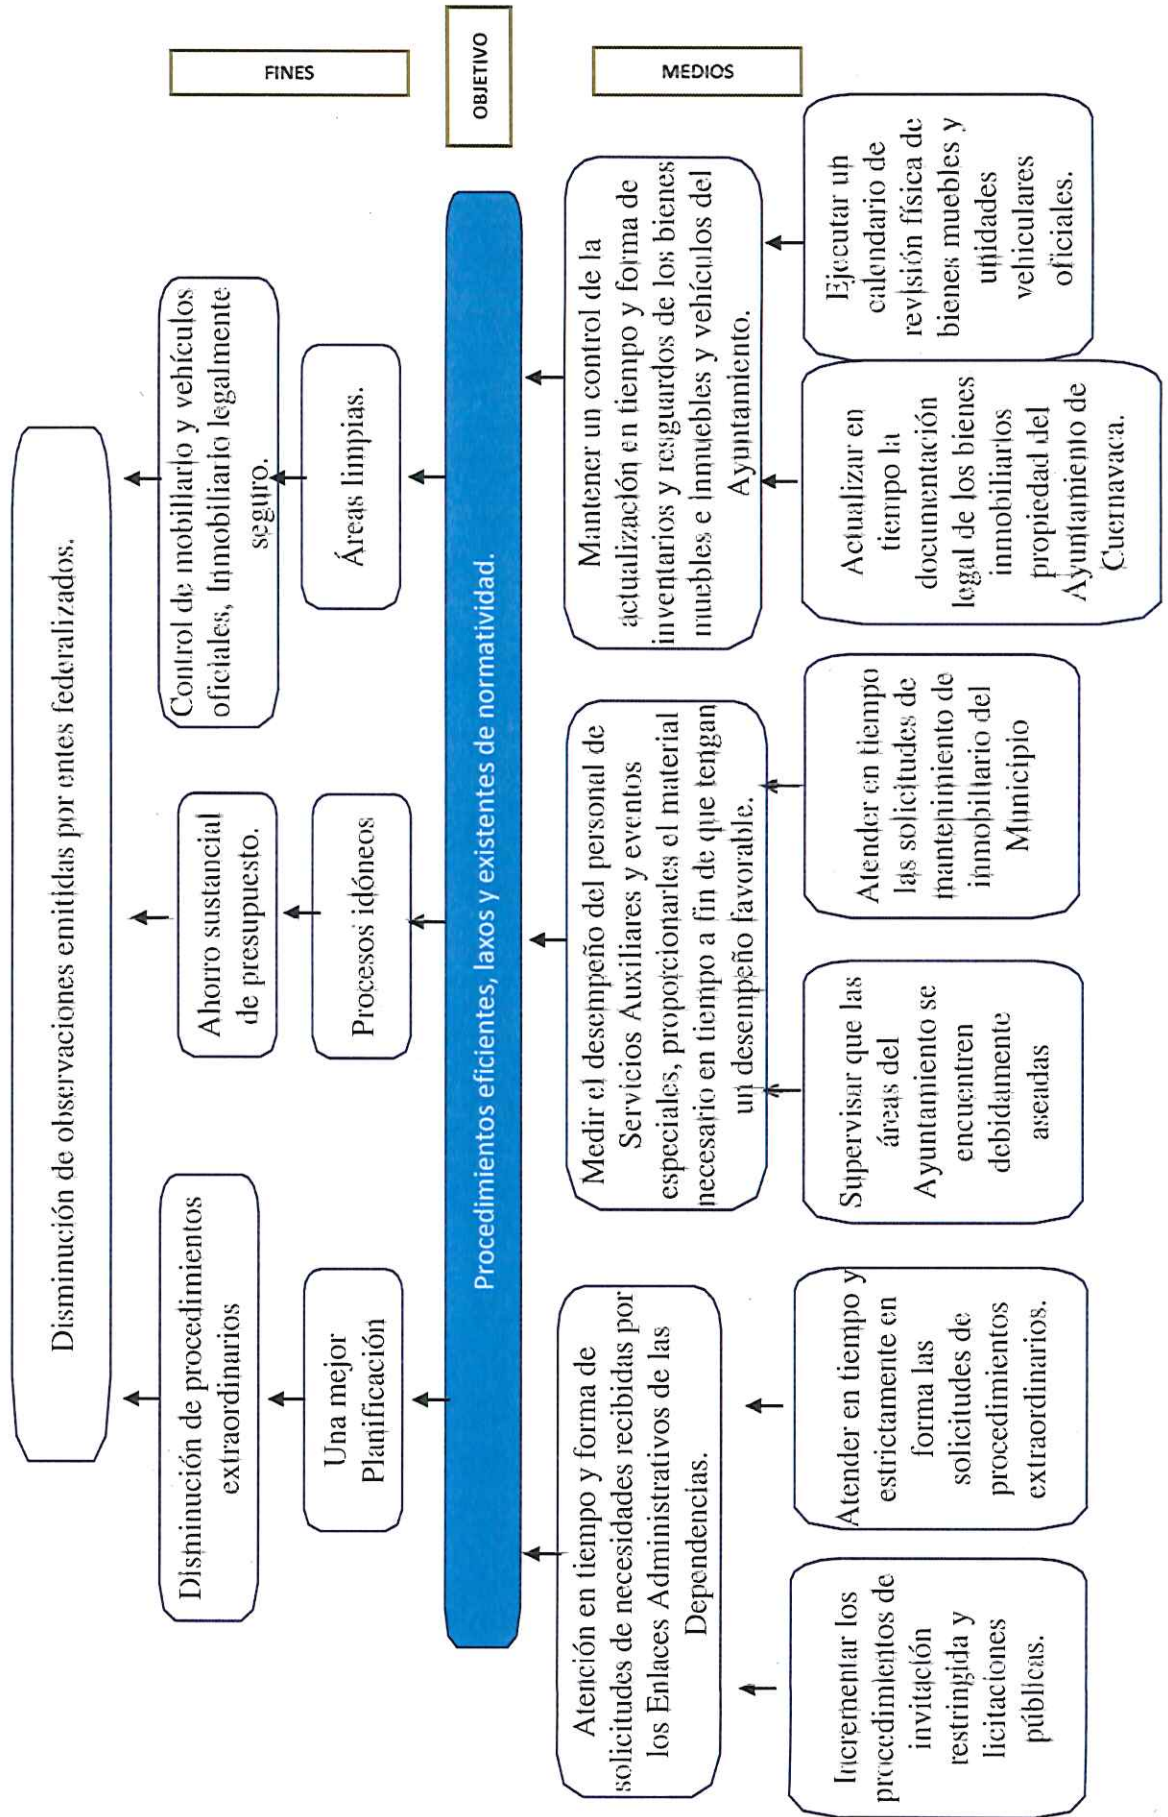 Disminución de observaciones emitidas por entes federalizados.
FINES
Disminución de procedimientos
extraordinarios
Ahorro sustancial
de presupuesto.
Control de mobiliario y vehículos
oficiales, Inmobiliario legalmente
seguro.
Una mejor
Planificación
Procesos idóneos
Áreas limpias.
OBJETIVO
Procedimientos eficientes, laxos y existentes de normatividad.
MEDIOS
Atención en tiempo y forma de
solicitudes de necesidades recibidas por
los Enlaces Administrativos de las
Dependencias.
Medir el desempeño del personal de
Servicios Auxiliares y eventos
especiales, proporcionarles el material
necesario en tiempo a fin de que tengan
un desempeño favorable.
Mantener un control de la
actualización en tiempo y forma de
inventarios y resguardos de los bienes
muebles e inmuebles y vehículos del
Ayuntamiento.
Incrementar los
procedimientos de
invitación
restringida y
licitaciones
públicas.
Atender en tiempo y
estrictamente en
forma las
solicitudes de
procedimientos
extraordinarios.
Supervisar que las
áreas del
Ayuntamiento se
encuentren
debidamente
aseadas
Atender en tiempo
las solicitudes de
mantenimiento de
inmobiliario del
Municipio
Actualizar en
tiempo la
documentación
legal de los bienes
inmobiliarios
propiedad del
Ayuntamiento de
Cuernavaca.
Ejecutar un
calendario de
revisión física de
bienes muebles y
unidades
vehiculares
oficiales.